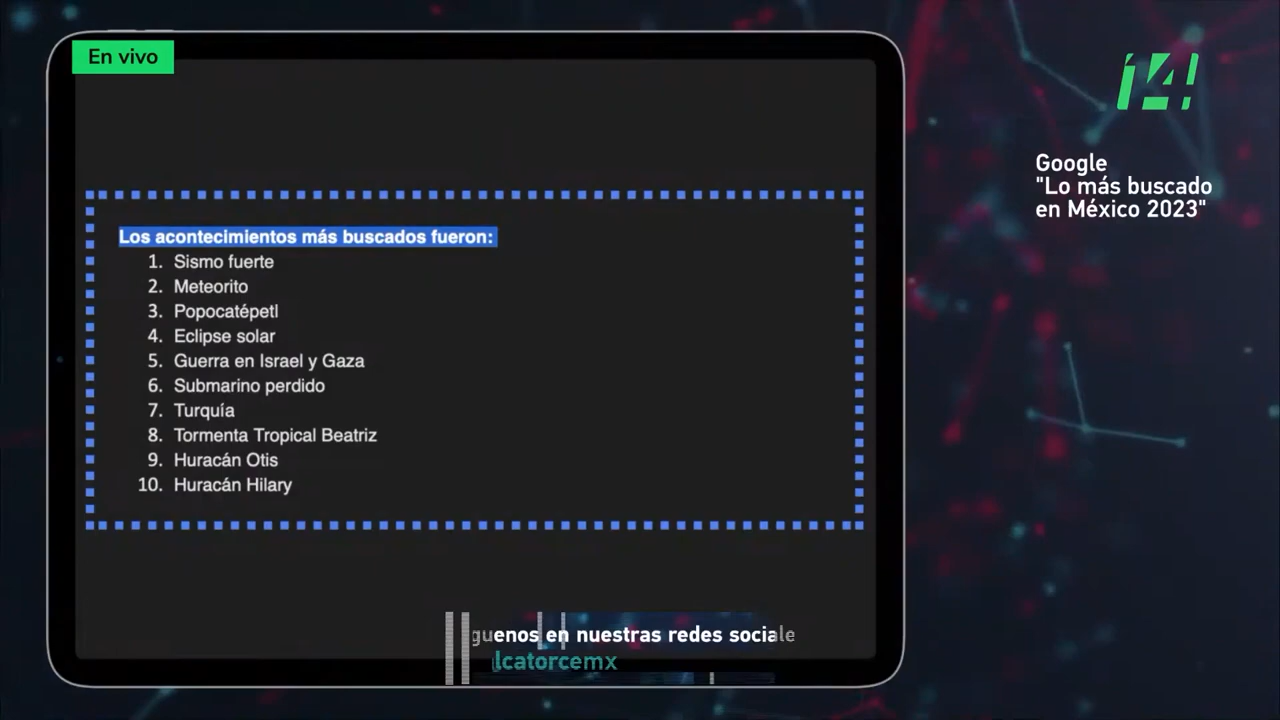 En vivo
14!
Google
"Lo más buscado
en México 2023"
Los acontecimientos más buscados fueron:
1. Sismo fuerte
2. Meteorito
3. Popocatépetl
4. Eclipse solar
5. Guerra en Israel y Gaza
6. Submarino perdido
7. Turquía
8. Tormenta Tropical Beatriz
9. Huracán Otis
10. Huracán Hilary
guenos en nuestras redes sociale
lcatorcemx